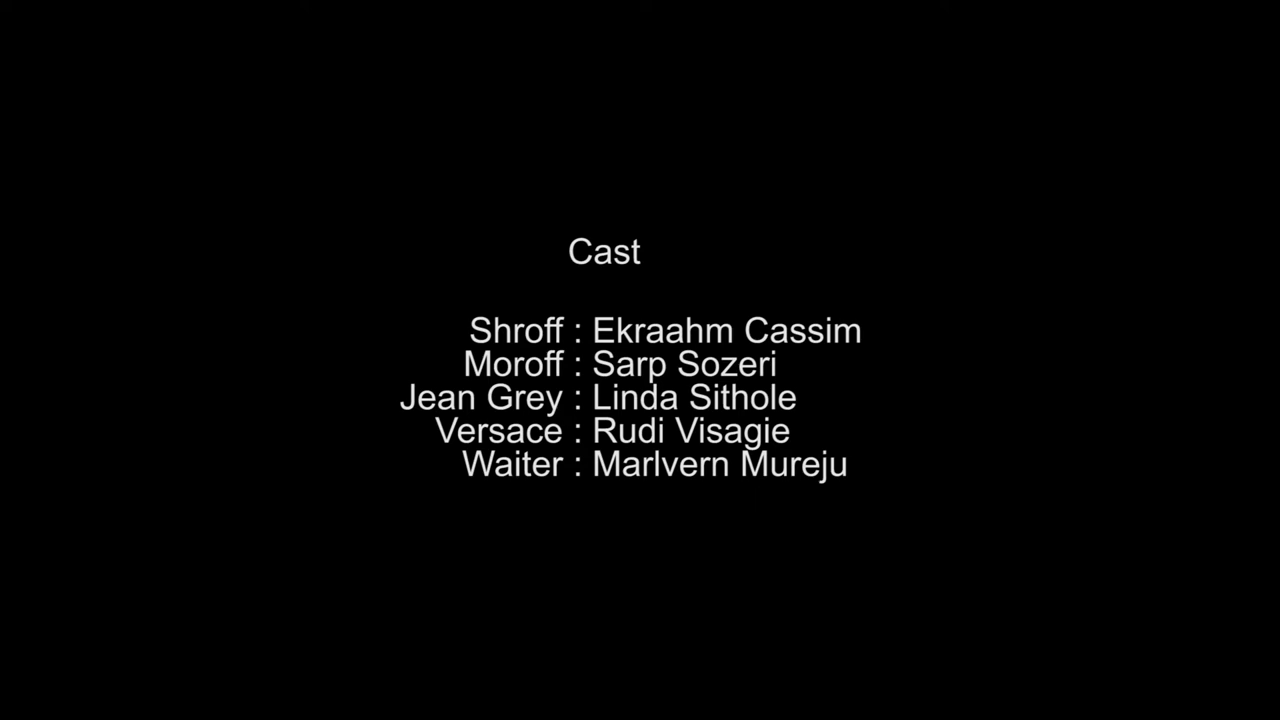 Cast
Shroff : Ekraahm Cassim
Moroff : Sarp Sozeri
Jean Grey : Linda Sithole
Versace : Rudi Visagie
Waiter : Marlvern Mureju